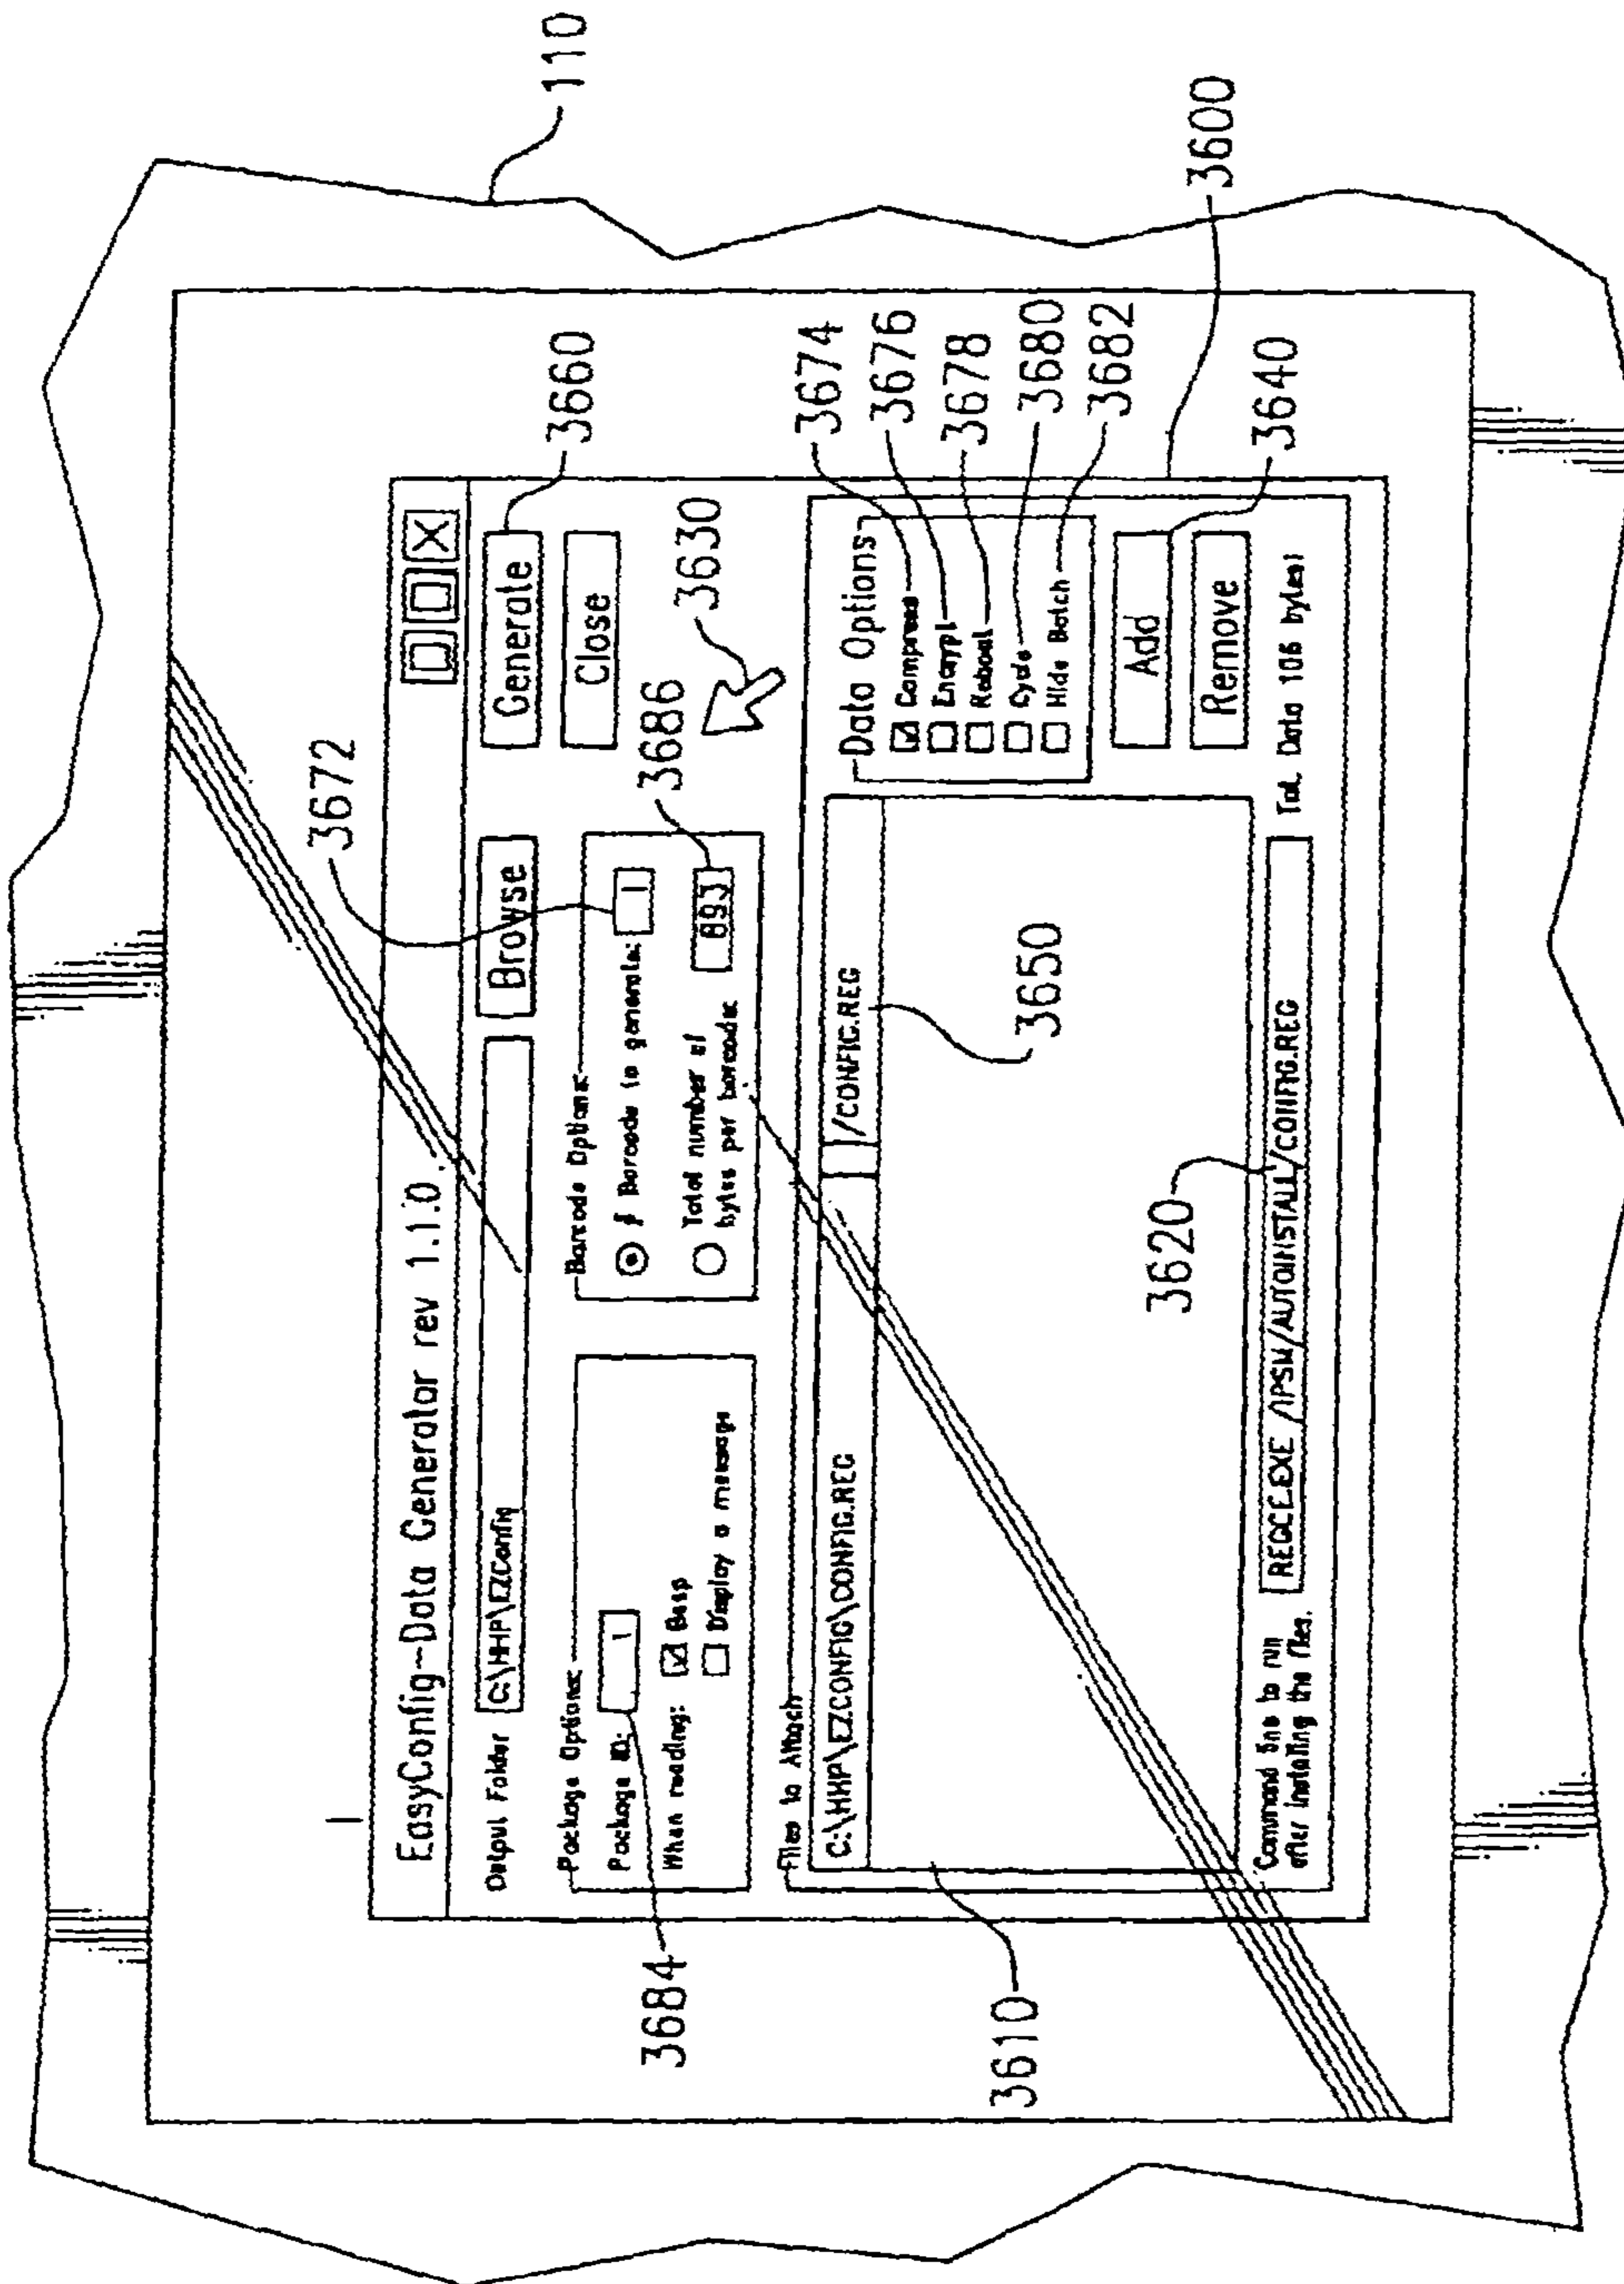 110
EasyConfig-Data Generator rev 1.1.0
3672
3660
Output Folder C:\HHP\EZConfig Browse Generate
Close
Package Options: Barcode Options:
Package ID: 1 # Barcode to generate: 1
3686
3630
When reading: Beep
Display a message
Total number of
bytes per barcode: 893
3684
Files to Attach
C:\HHP\EZCONFIG\CONFIG.REG /CONFIG.REG
Data Options
Compress
Encrypt
Reboot
Cycle
Hide Batch
3674
3676
3678
3680
3682
3610
3650
3600
Add
Remove
3640
3620
Command line to run
after installing the files.
REGCE.EXE /IPSM/AUTOINSTALL/CONFIG.REG
Tot. Data 106 bytes